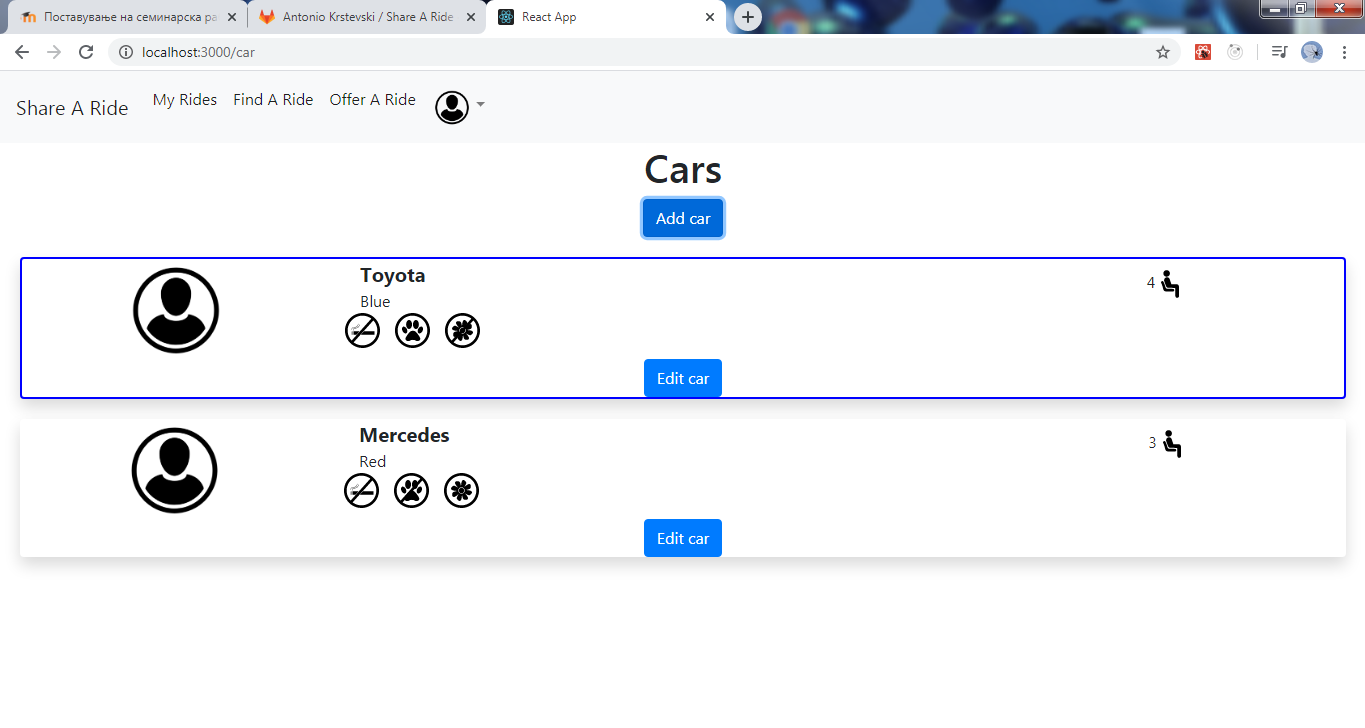 Поставување на семинарска ра
Antonio Krstevski / Share A Ride
React App
localhost:3000/car
Share A Ride
My Rides
Find A Ride
Offer A Ride
Cars
Add car
Toyota
4
Blue
Edit car
Mercedes
3
Red
Edit car